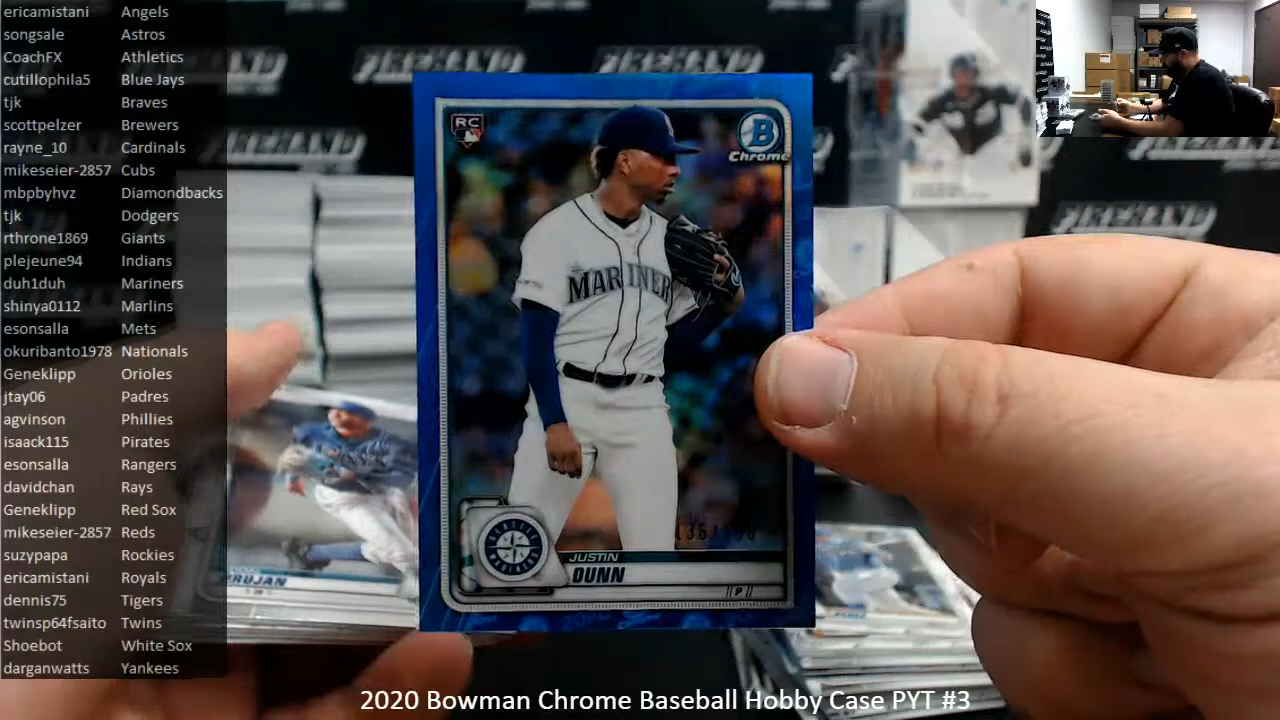 ericamistani Angels
songsale Astros
CoachFX Athletics
cutillophila5 Blue Jays
tjk Braves
scottpelzer Brewers
rayne_10 Cardinals
mikeseier-2857 Cubs
mbpbyhvz Diamondbacks
tjk Dodgers
rthrone1869 Giants
plejeune94 Indians
duh1duh Mariners
shinya0112 Marlins
esonsalla Mets
okuribanto1978 Nationals
Geneklipp Orioles
jtay06 Padres
agvinson Phillies
isaack115 Pirates
esonsalla Rangers
davidchan Rays
Geneklipp Red Sox
mikeseier-2857 Reds
suzypapa Rockies
ericamistani Royals
dennis75 Tigers
twinsp64fsaito Twins
Shoebot White Sox
darganwatts Yankees
FIREHAND
RC
B
Chrome
MARINER
SEATTLE
MARINERS
JUSTIN
DUNN
P
2020 Bowman Chrome Baseball Hobby Case PYT #3